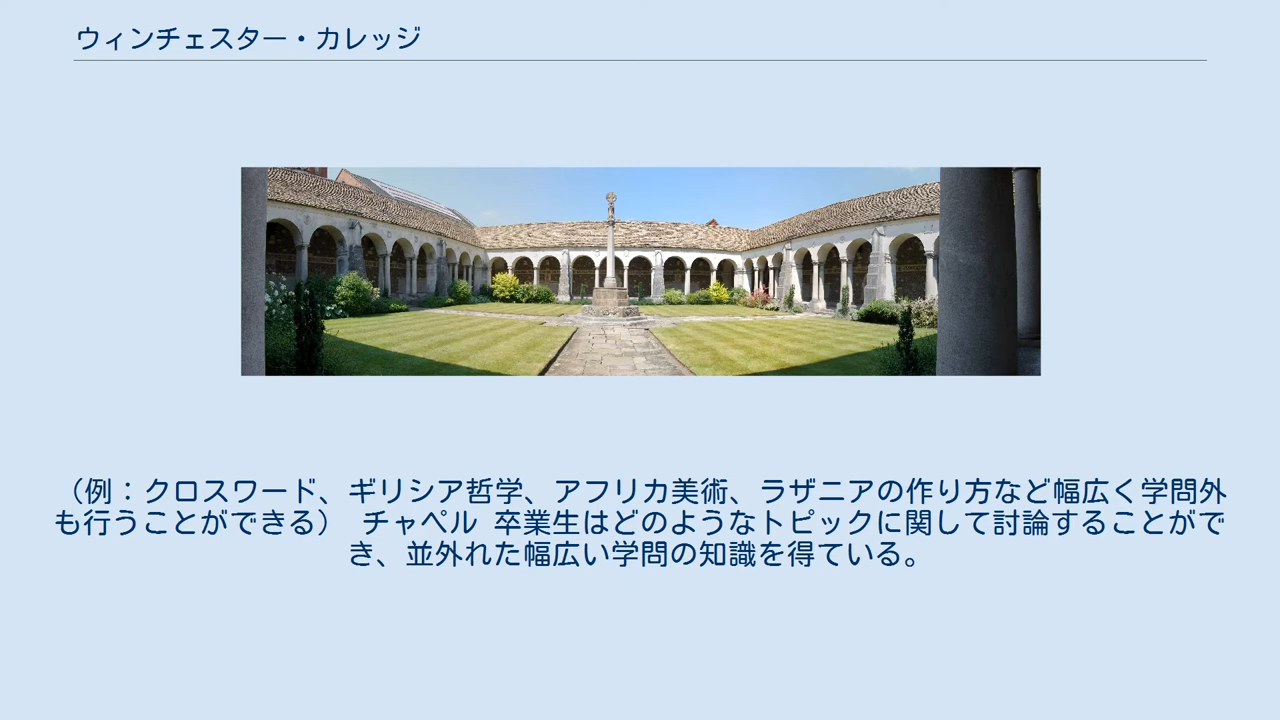 ウィンチェスター・カレッジ
（例：クロスワード、ギリシア哲学、アフリカ美術、ラザニアの作り方など幅広く学問外
も行うことができる） チャペル 卒業生はどのようなトピックに関して討論することがで
き、並外れた幅広い学問の知識を得ている。